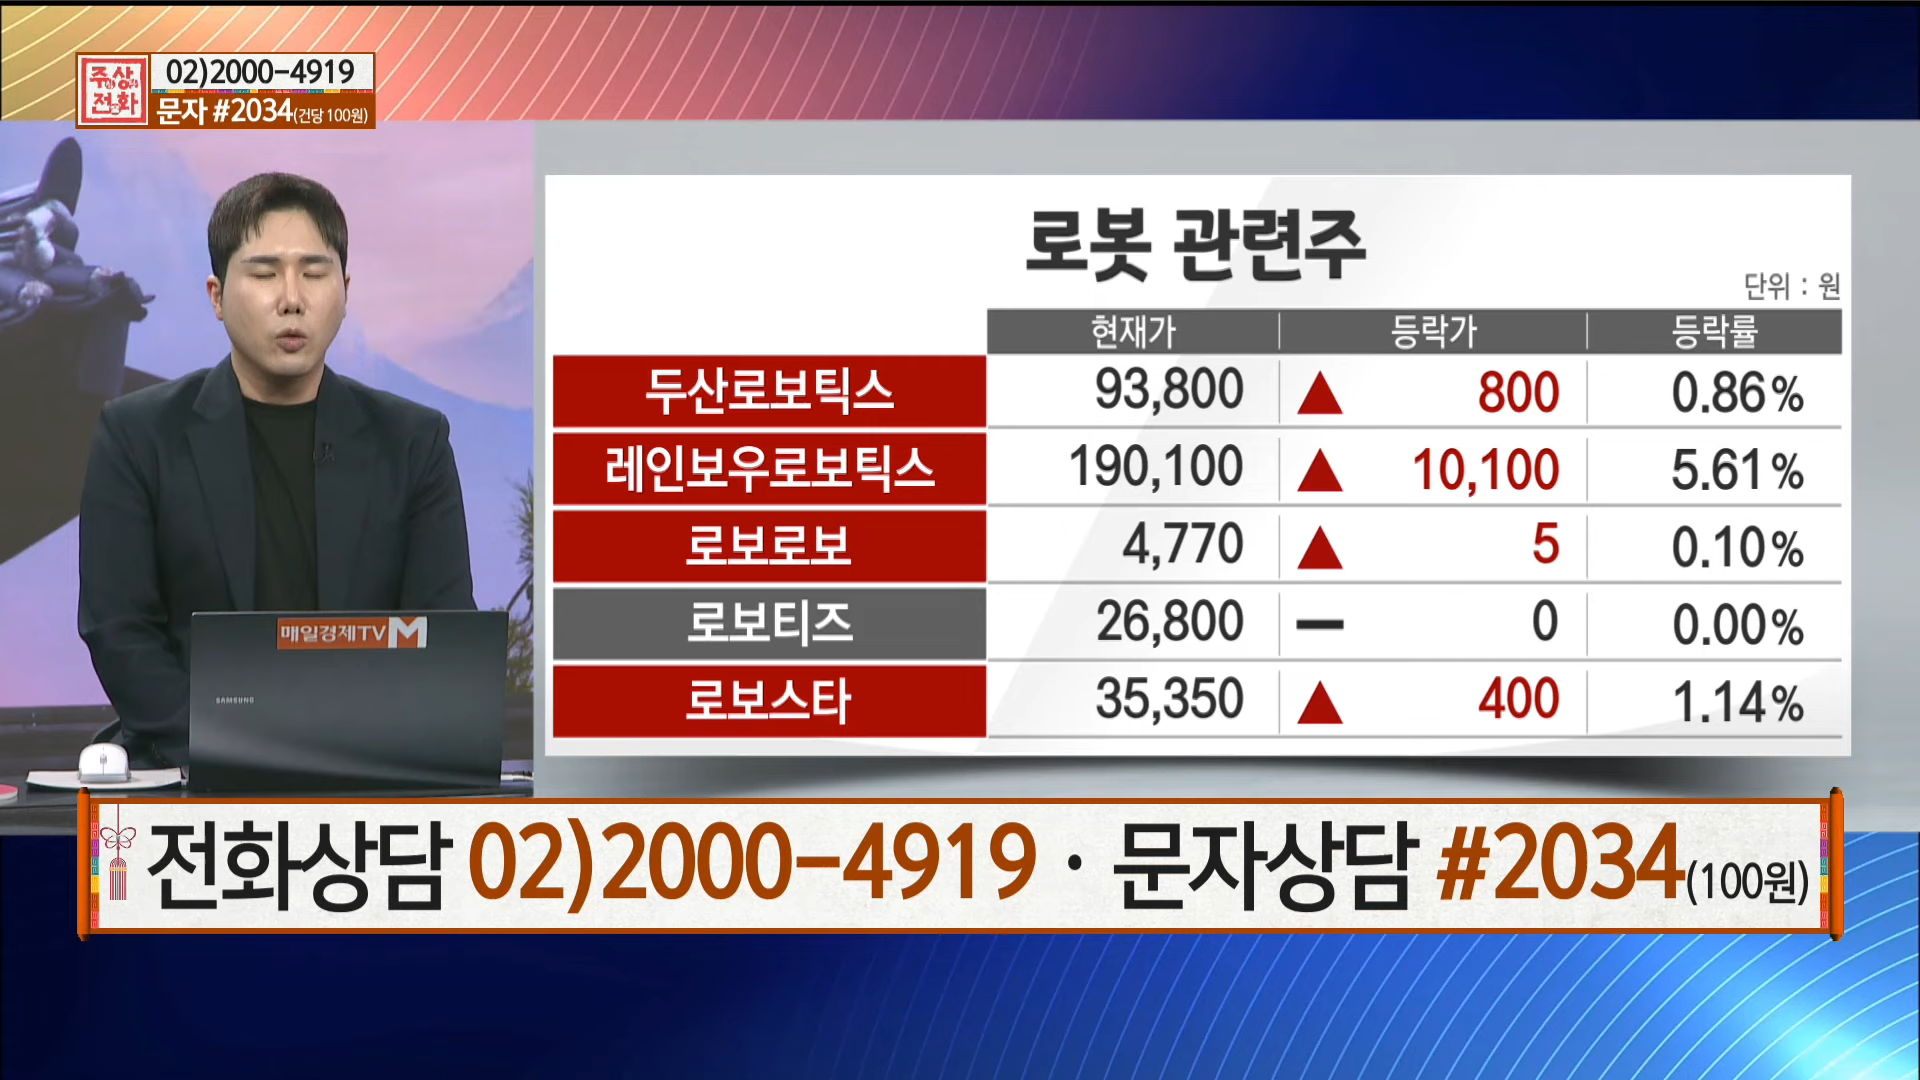 주상
전화
02)2000-4919
문자 #2034(건당 100원)
로봇 관련주
단위 : 원
현재가 등락가 등락률
두산로보틱스 93,800 ▲ 800 0.86%
레인보우로보틱스 190,100 ▲ 10,100 5.61%
로보로보 4,770 ▲ 5 0.10%
로보티즈 26,800 － 0 0.00%
로보스타 35,350 ▲ 400 1.14%
매일경제TV M
SAMSUNG
전화상담 02)2000-4919 · 문자상담 #2034(100원)